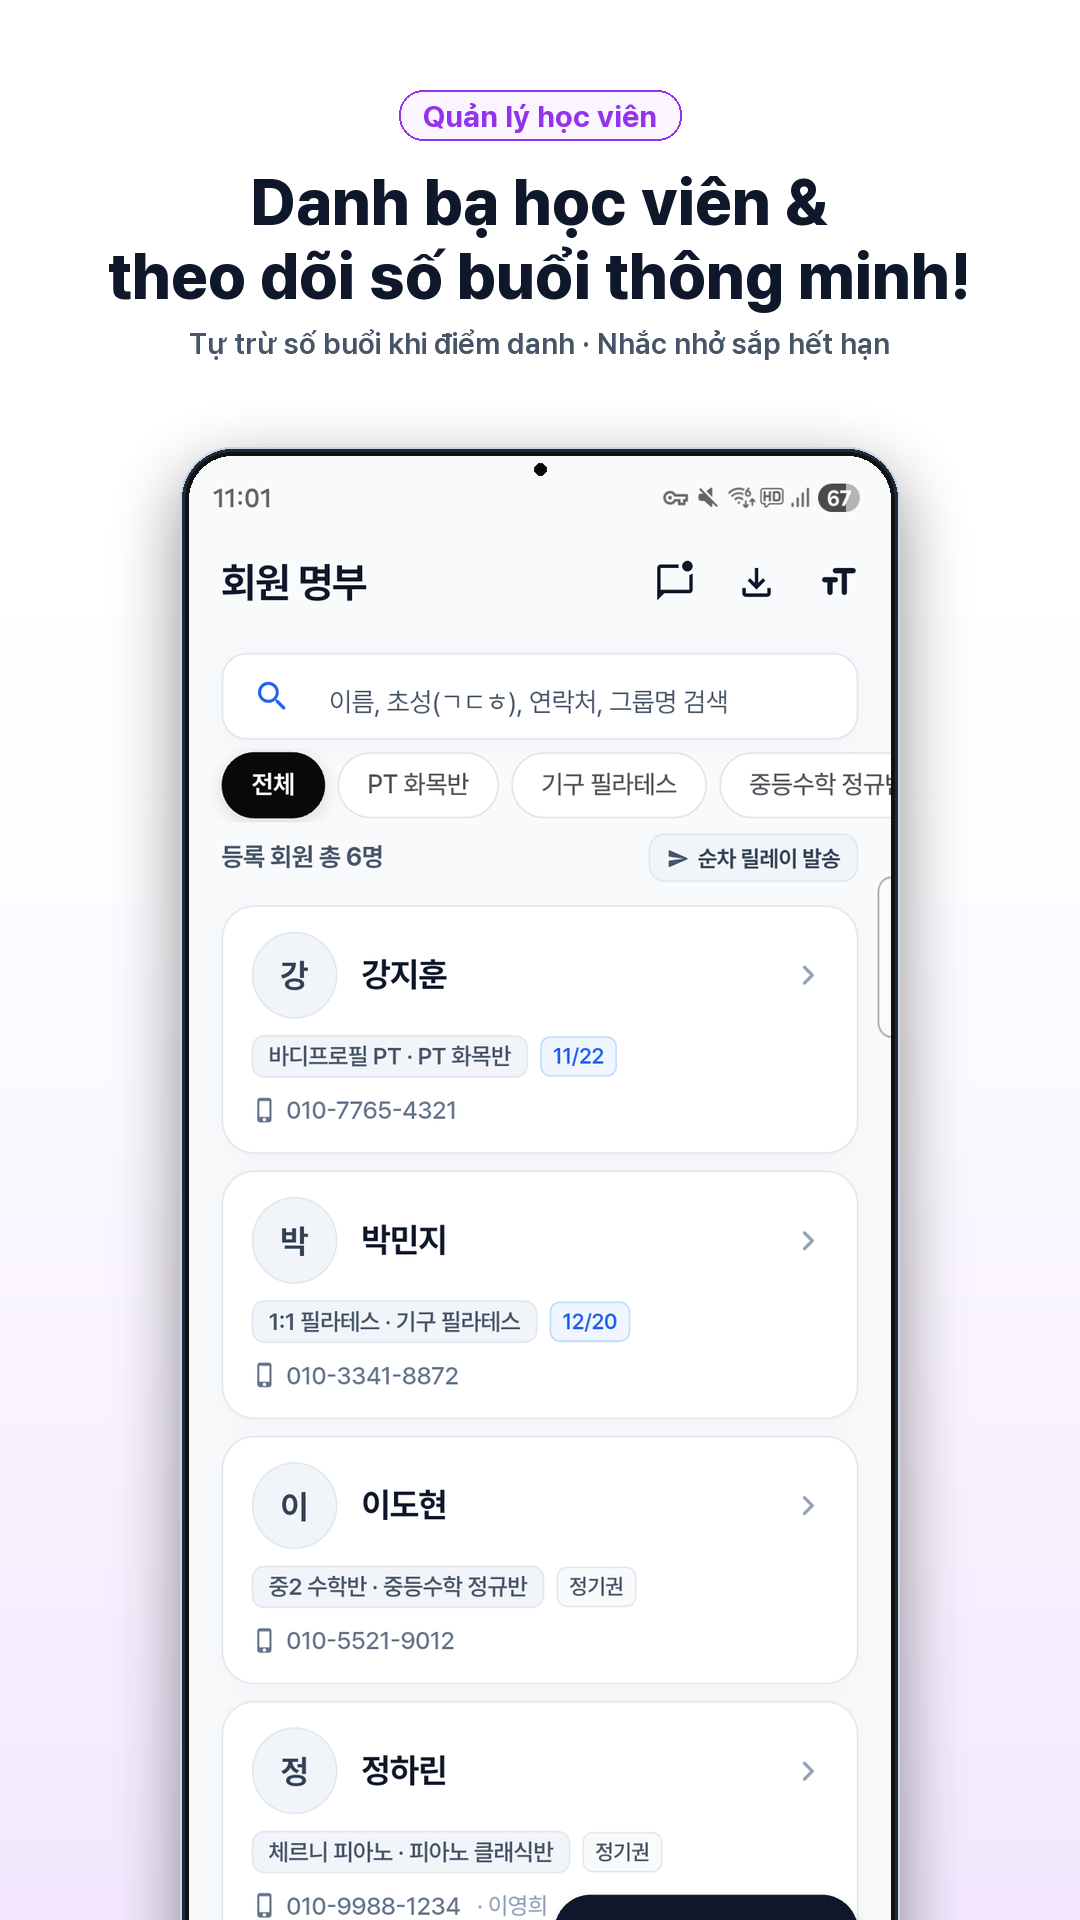 Quản lý học viên
Danh bạ học viên &
theo dõi số buổi thông minh!
Tự trừ số buổi khi điểm danh · Nhắc nhở sắp hết hạn
11:01
HD
67
회원 명부
이름, 초성(ㄱㄷㅎ), 연락처, 그룹명 검색
전체
PT 화목반
기구 필라테스
중등수학 정규반
등록 회원 총 6명
순차 릴레이 발송
강
강지훈
바디프로필 PT · PT 화목반
11/22
010-7765-4321
박
박민지
1:1 필라테스 · 기구 필라테스
12/20
010-3341-8872
이
이도현
중2 수학반 · 중등수학 정규반
정기권
010-5521-9012
정
정하린
체르니 피아노 · 피아노 클래식반
정기권
010-9988-1234 · 이영희